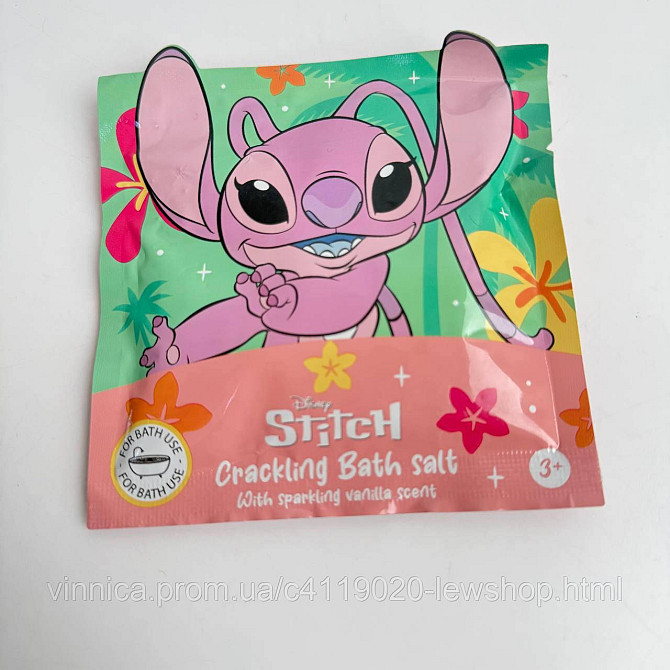 Disney
StitcH
Crackling Bath salt
With sparkling vanilla scent
FOR BATH USE
FOR BATH USE
3+
vinnica.prom.ua/c4119020-lewshop.html